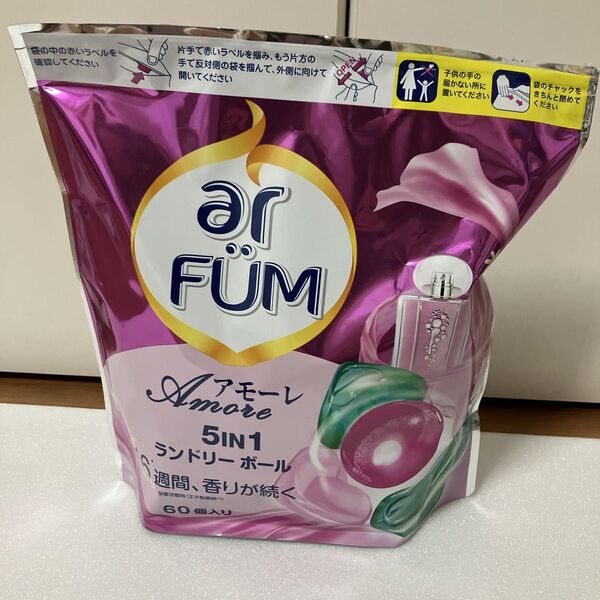 袋の中の赤いラベルを
確認してください
片手で赤いラベルを掴み、もう片方の
手で反対側の袋を掴んで、外側に向けて
開いてください
OPEN
子供の手の
届かない所に
置いてください
袋のチャックを
きちんと閉めて
ください
ar
FÜM
アモーレ
Amore
5IN1
ランドリー ボール
週間、香りが続く
60個入り